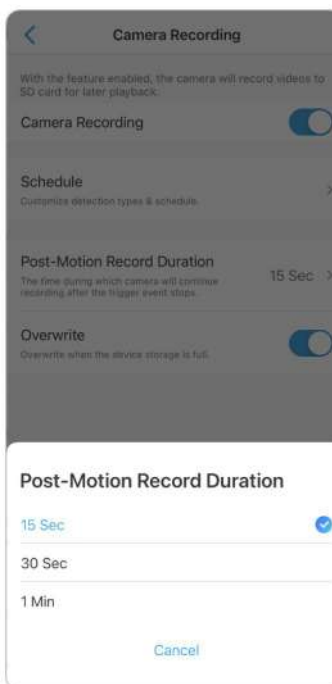 Camera Recording
With the feature enabled, the camera will record videos to
SD card for later playback.
Camera Recording
Schedule
Customize detection types & schedule.
Post-Motion Record Duration
The time during which camera will continue
recording after the trigger event stops.
15 Sec
Overwrite
Overwrite when the device storage is full.
Post-Motion Record Duration
15 Sec
30 Sec
1 Min
Cancel